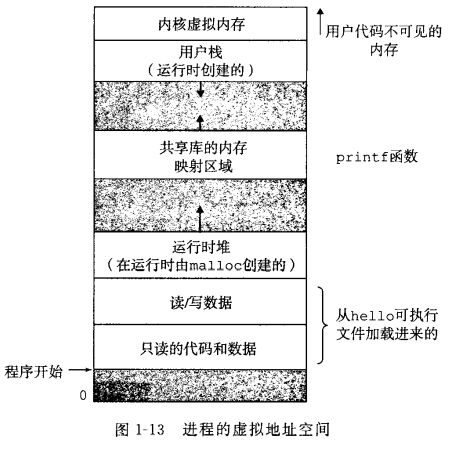 内核虚拟内存
用户代码不可见的
内存
用户栈
（运行时创建的）
共享库的内存
映射区域
printf函数
运行时堆
（在运行时由malloc创建的）
读/写数据
从hello可执行
文件加载进来的
只读的代码和数据
程序开始
0
图 1-13 进程的虚拟地址空间